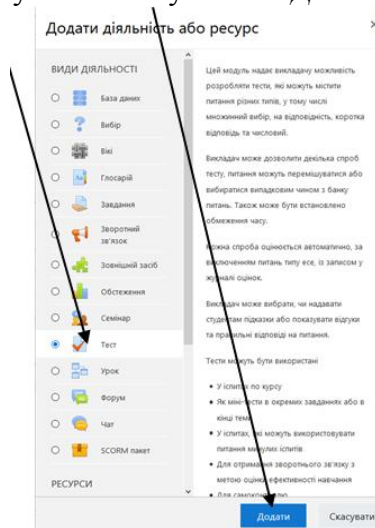 Додати діяльність або ресурс
×
ВИДИ ДІЯЛЬНОСТІ
База даних
Вибір
Вікі
Глосарій
Завдання
Зворотний
зв'язок
Зовнішній засіб
Обстеження
Семінар
Тест
Урок
Форум
Чат
SCORM пакет
РЕСУРСИ
Цей модуль надає викладачу можливість
розробляти тести, які можуть містити
питання різних типів, у тому числі
множинний вибір, на відповідність, коротка
відповідь та числовий.
Викладач може дозволити декілька спроб
тесту, питання можуть перемішуватися або
вибиратися випадковим чином з банку
питань. Також може бути встановлено
обмеження часу.
Кожна спроба оцінюється автоматично, за
виключенням питань типу есе, із записом у
журналі оцінок.
Викладач може вибрати, чи надавати
студентам підказки або показувати відгуки
та правильні відповіді на питання.
Тести можуть бути використані
• У іспитах по курсу
• Як міні-тести в окремих завданнях або в
кінці теми
• У іспитах, які можуть використовувати
питання минулих іспитів
• Для отримання зворотнього зв'язку з
метою оцінки ефективності навчання
• Для самоконтролю
Додати
Скасувати